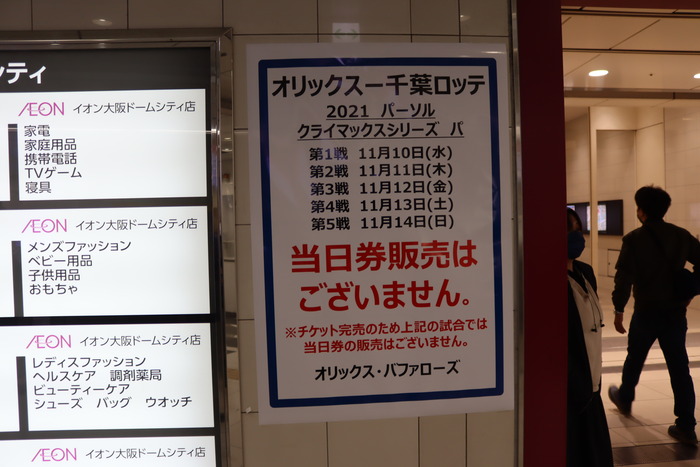 シティ
ÆON イオン大阪ドームシティ店
家電
家庭用品
携帯電話
TVゲーム
寝具
ÆON イオン大阪ドームシティ店
メンズファッション
ベビー用品
子供用品
おもちゃ
ÆON イオン大阪ドームシティ店
レディスファッション
ヘルスケア 調剤薬局
ビューティーケア
シューズ バッグ ウオッチ
ÆON イオン大阪ドームシティ店
オリックスー千葉ロッテ
2021 パーソル
クライマックスシリーズ パ
第1戦 11月10日(水)
第2戦 11月11日(木)
第3戦 11月12日(金)
第4戦 11月13日(土)
第5戦 11月14日(日)
当日券販売は
ございません。
※チケット完売のため上記の試合では
当日券の販売はございません。
オリックス・バファローズ